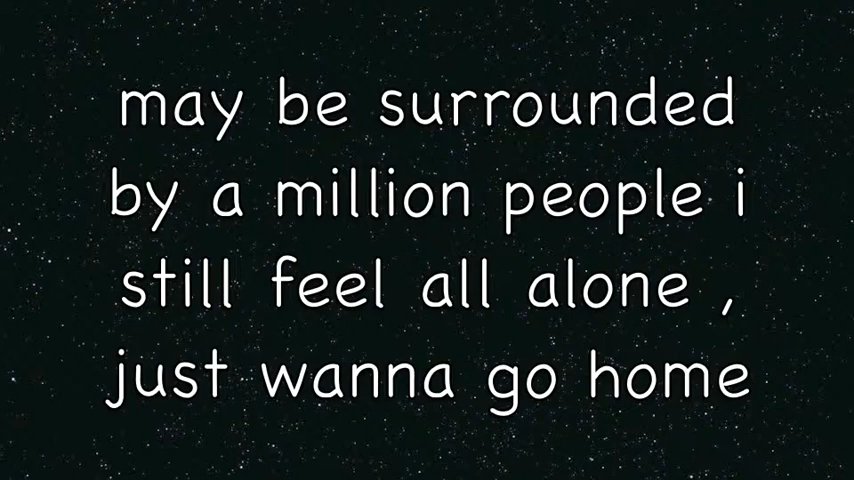 may be surrounded
by a million people i
still feel all alone ,
just wanna go home